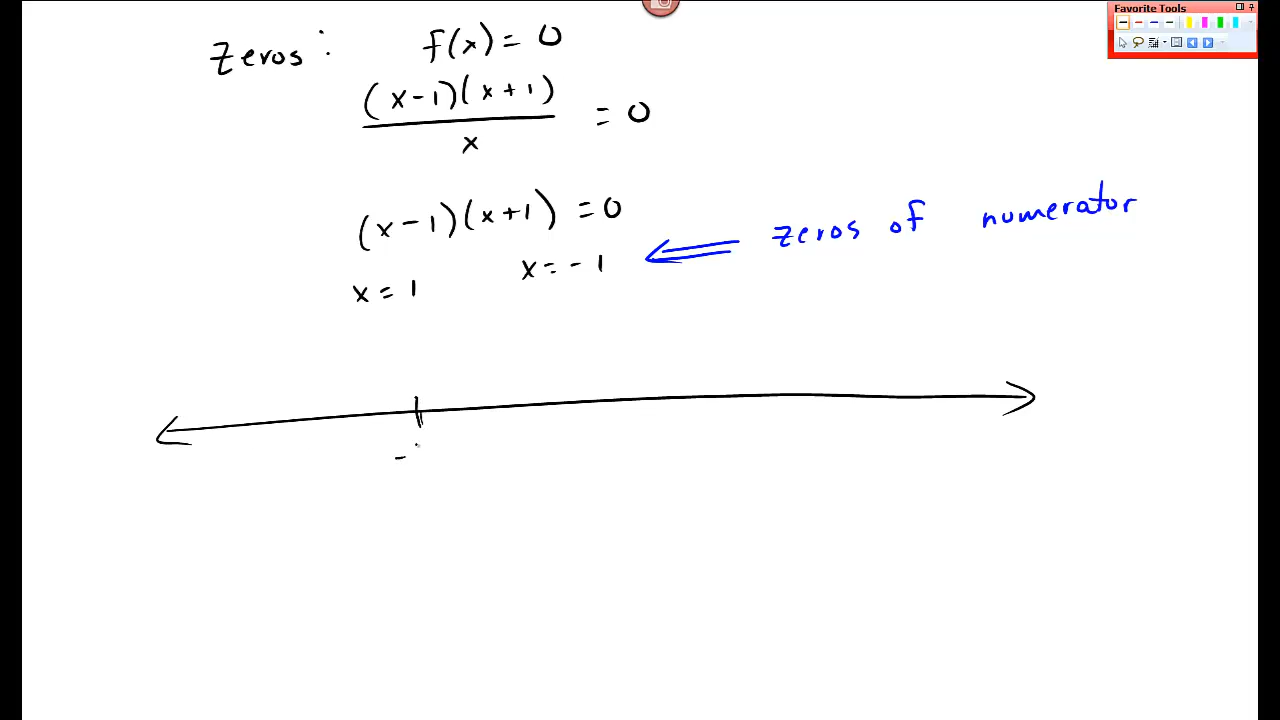 Favorite Tools
Zeros: f(x) = 0
(x-1)(x+1)
= 0
x
(x-1)(x+1) = 0
zeros of numerator
x = -1
x = 1
-